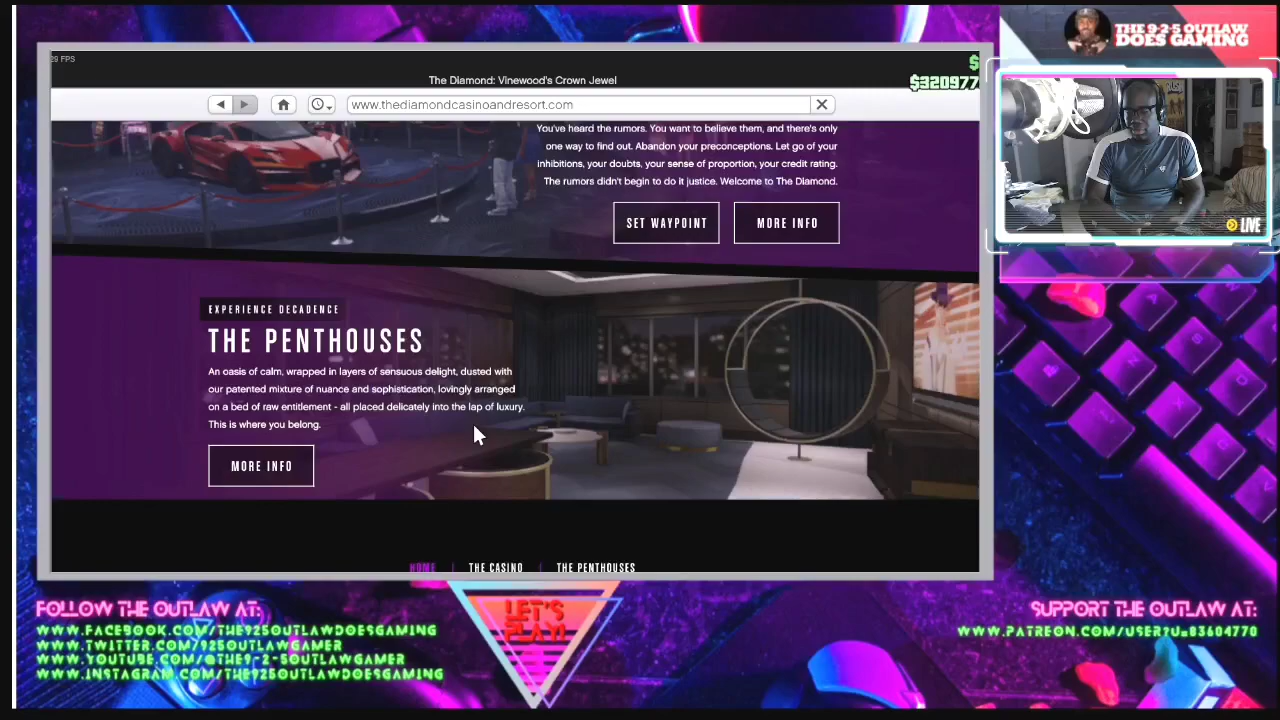 29 FPS
The Diamond: Vinewood's Crown Jewel
$
$320977
www.thediamondcasinoandresort.com
You've heard the rumors. You want to believe them, and there's only
one way to find out. Abandon your preconceptions. Let go of your
inhibitions, your doubts, your sense of proportion, your credit rating.
The rumors didn't begin to do it justice. Welcome to The Diamond.
SET WAYPOINT
MORE INFO
EXPERIENCE DECADENCE
THE PENTHOUSES
An oasis of calm, wrapped in layers of sensuous delight, dusted with
our patented mixture of nuance and sophistication, lovingly arranged
on a bed of raw entitlement - all placed delicately into the lap of luxury.
This is where you belong.
MORE INFO
HOME | THE CASINO | THE PENTHOUSES
THE 9-2-5 OUTLAW
DOES GAMING
LIVE
FOLLOW THE OUTLAW AT:
WWW.FACEBOOK.COM/THE925OUTLAWDOESGAMING
WWW.TWITTER.COM/925OUTLAWGAMER
WWW.YOUTUBE.COM/@THE9-2-5OUTLAWGAMER
WWW.INSTAGRAM.COM/THE925OUTLAWDOESGAMING
LET'S
PLAY!
SUPPORT THE OUTLAW AT:
WWW.PATREON.COM/USER?U=83604770